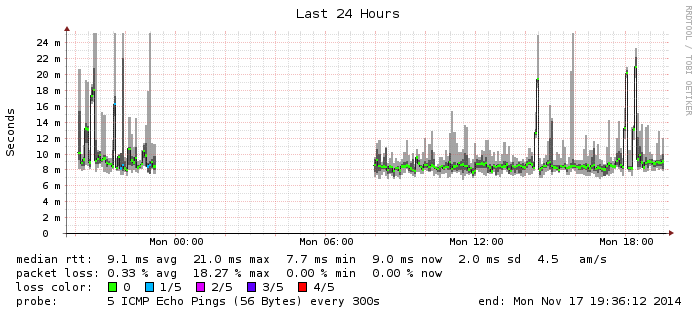 Last 24 Hours
RRDTOOL / TOBI OETIKER
Seconds
24 m
22 m
20 m
18 m
16 m
14 m
12 m
10 m
8 m
6 m
4 m
2 m
0
Mon 00:00 Mon 06:00 Mon 12:00 Mon 18:00
median rtt: 9.1 ms avg 21.0 ms max 7.7 ms min 9.0 ms now 2.0 ms sd 4.5 am/s
packet loss: 0.33 % avg 18.27 % max 0.00 % min 0.00 % now
loss color: 0 1/5 2/5 3/5 4/5
probe: 5 ICMP Echo Pings (56 Bytes) every 300s end: Mon Nov 17 19:36:12 2014